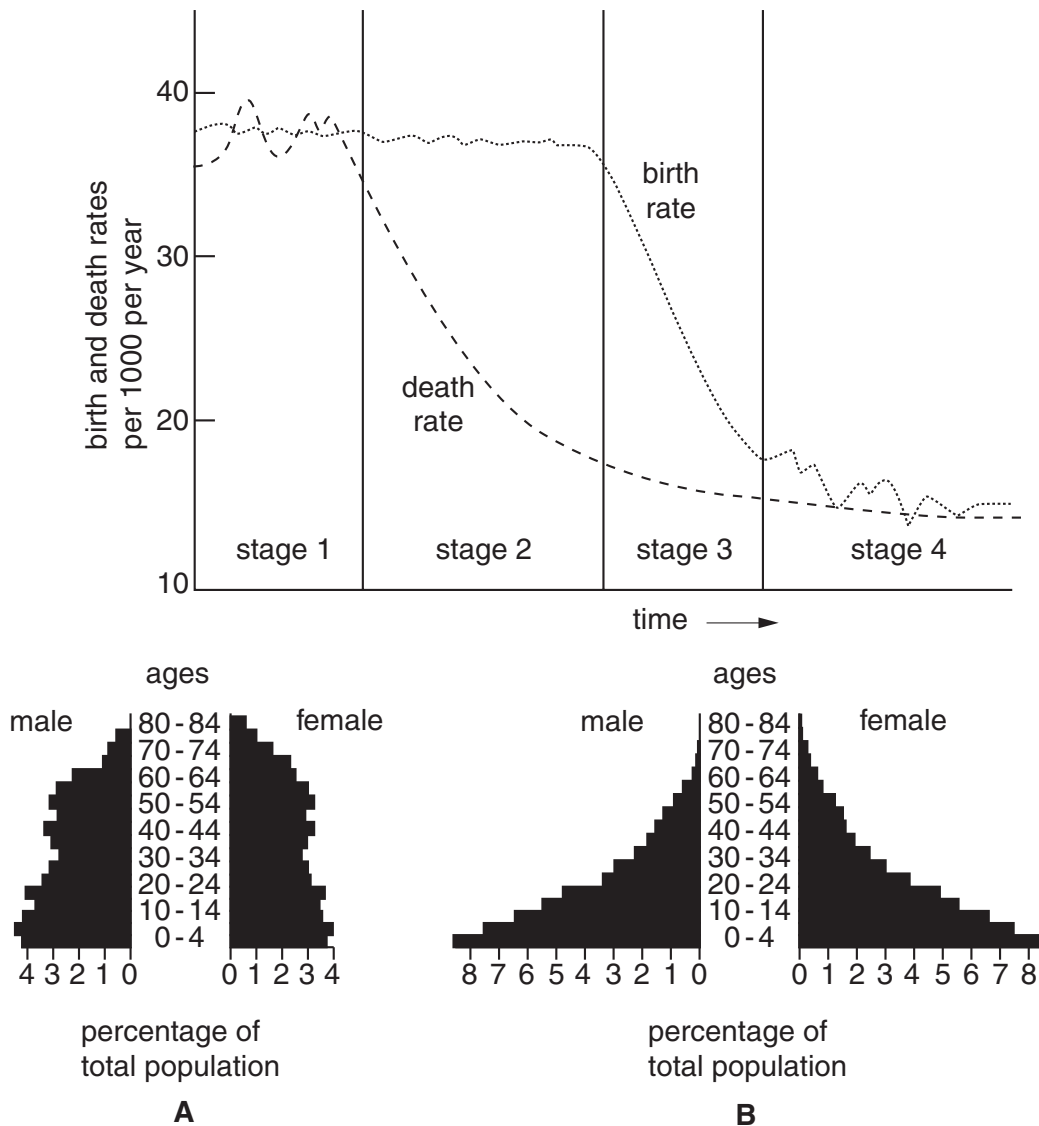 40
30
20
10
birth and death rates
per 1000 per year
birth
rate
death
rate
stage 1 stage 2 stage 3 stage 4
time
ages
male female
80 - 84
70 - 74
60 - 64
50 - 54
40 - 44
30 - 34
20 - 24
10 - 14
0 - 4
4 3 2 1 0 0 1 2 3 4
percentage of
total population
A
ages
male female
80 - 84
70 - 74
60 - 64
50 - 54
40 - 44
30 - 34
20 - 24
10 - 14
0 - 4
8 7 6 5 4 3 2 1 0 0 1 2 3 4 5 6 7 8
percentage of
total population
B